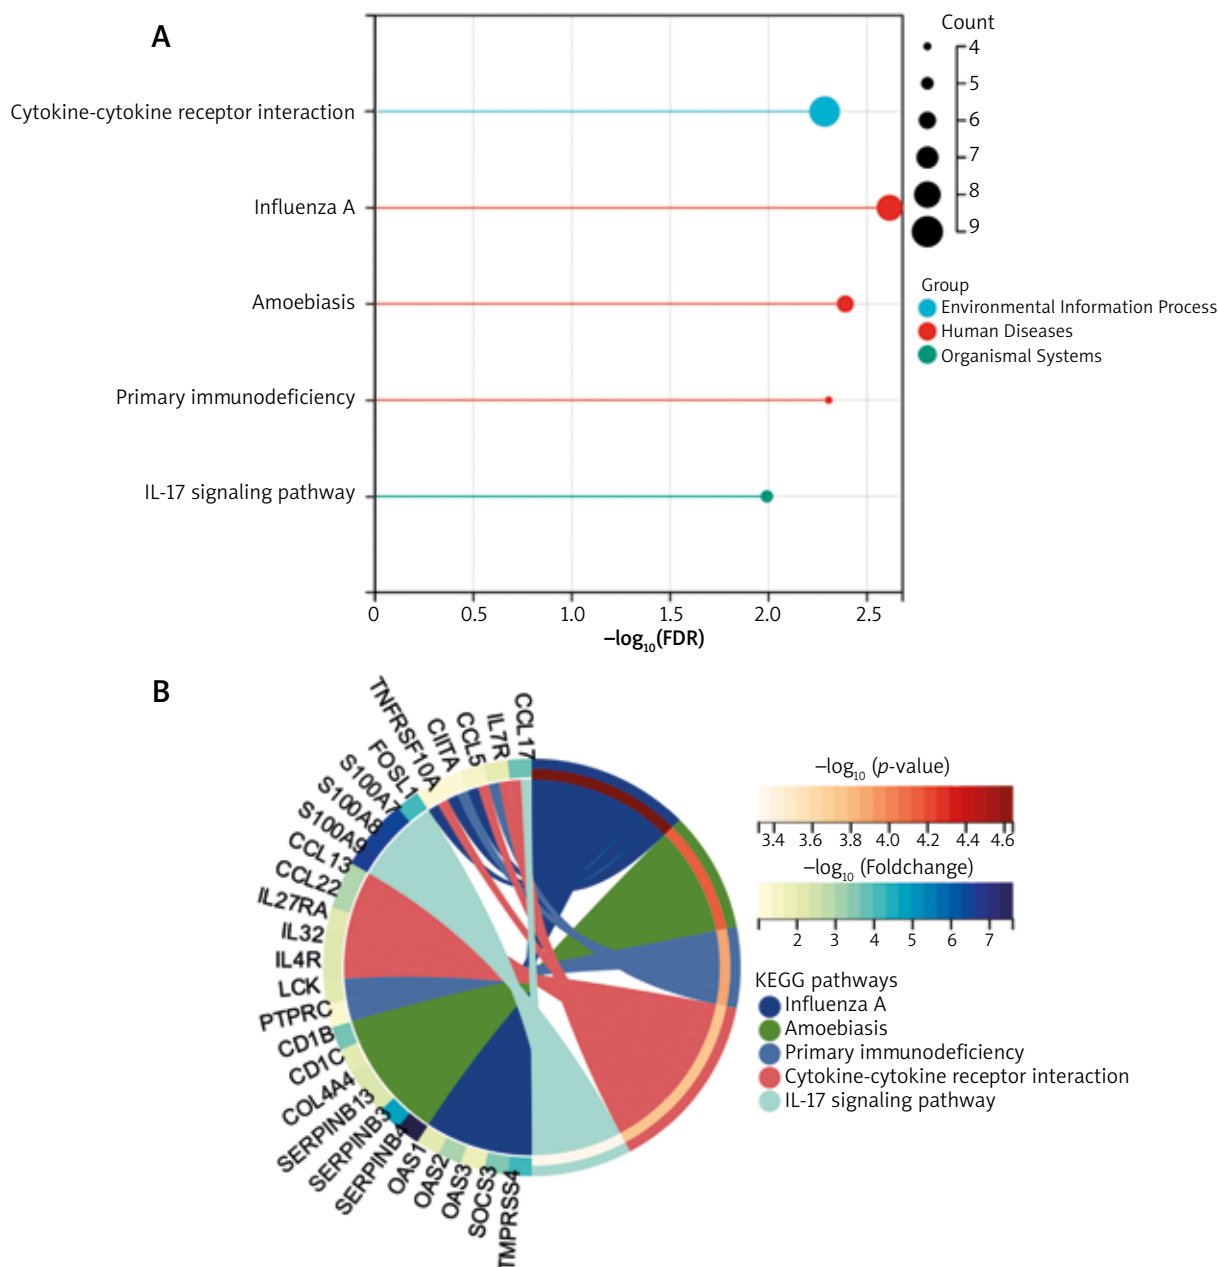 A
Count
4
5
6
7
8
9
Cytokine-cytokine receptor interaction
Influenza A
Amoebiasis
Primary immunodeficiency
IL-17 signaling pathway
Group
Environmental Information Process
Human Diseases
Organismal Systems
0 0.5 1.0 1.5 2.0 2.5
–log10(FDR)
B
CCL17
IL7R
CCL5
CIITA
TNFRSF10A
FOSL1
S100A7
S100A8
S100A9
CCL13
CCL22
IL27RA
IL32
IL4R
LCK
PTPRC
CD1B
CD1C
COL4A4
SERPINB13
SERPINB3
SERPINB4
OAS1
OAS2
OAS3
SOCS3
TMPRSS4
–log10 (p-value)
3.4 3.6 3.8 4.0 4.2 4.4 4.6
–log10 (Foldchange)
2 3 4 5 6 7
KEGG pathways
Influenza A
Amoebiasis
Primary immunodeficiency
Cytokine-cytokine receptor interaction
IL-17 signaling pathway